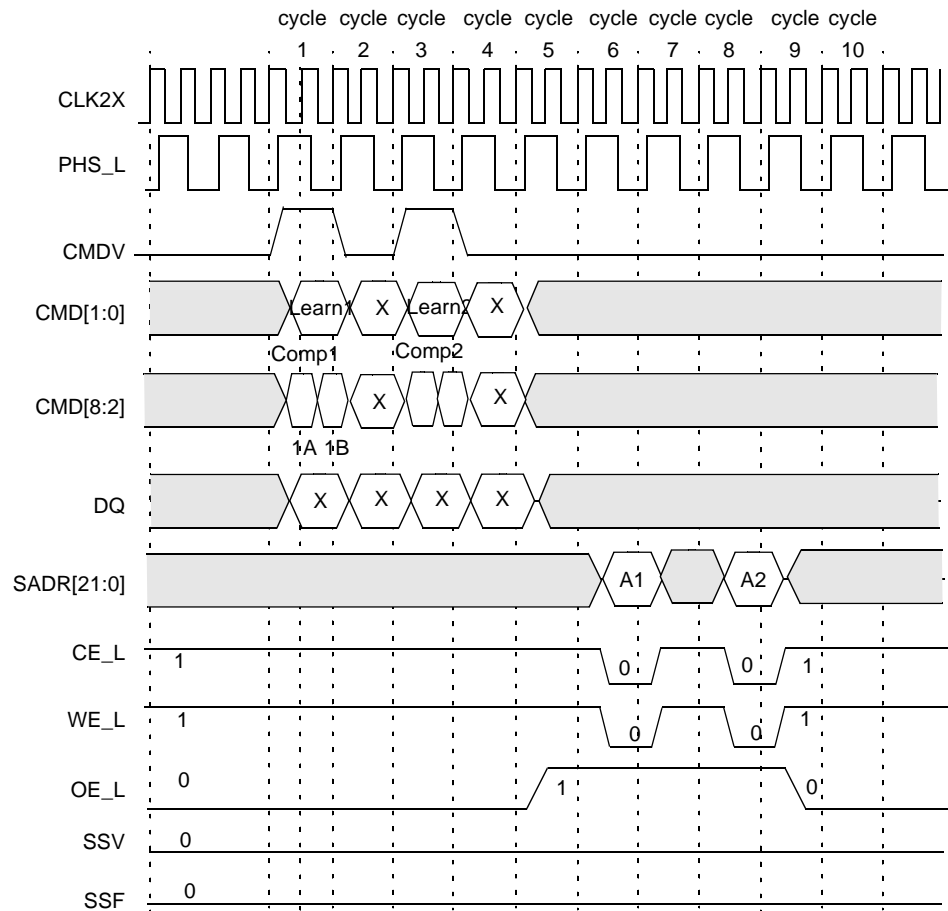 cycle cycle cycle cycle cycle cycle cycle cycle cycle cycle
1 2 3 4 5 6 7 8 9 10
CLK2X
PHS_L
CMDV
CMD[1:0] Learn1 X Learn2 X
Comp1 Comp2
CMD[8:2] X X
1A 1B
DQ X X X X
SADR[21:0] A1 A2
CE_L 1 0 0 1
WE_L 1 0 0 1
OE_L 0 1 0
SSV 0
SSF 0